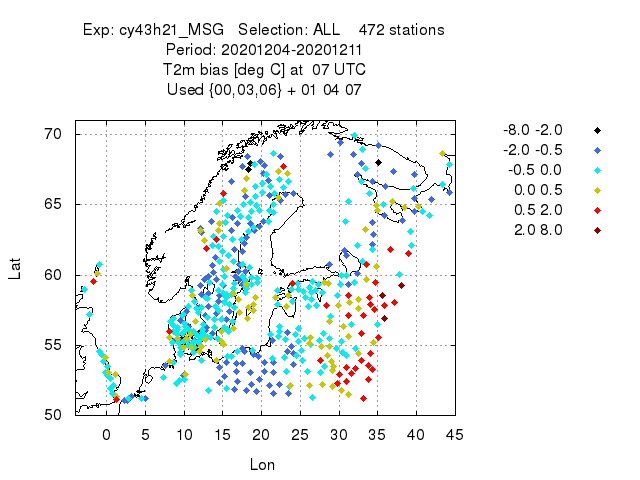 Exp: cy43h21_MSG Selection: ALL 472 stations
Period: 20201204-20201211
T2m bias [deg C] at 07 UTC
Used {00,03,06} + 01 04 07
70
65
60
55
50
Lat
0 5 10 15 20 25 30 35 40 45
Lon
-8.0 -2.0
-2.0 -0.5
-0.5 0.0
0.0 0.5
0.5 2.0
2.0 8.0